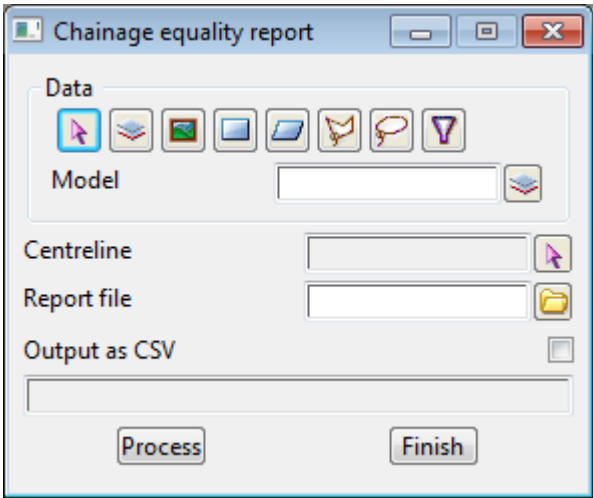 Chainage equality report
Data
Model
Centreline
Report file
Output as CSV
Process Finish